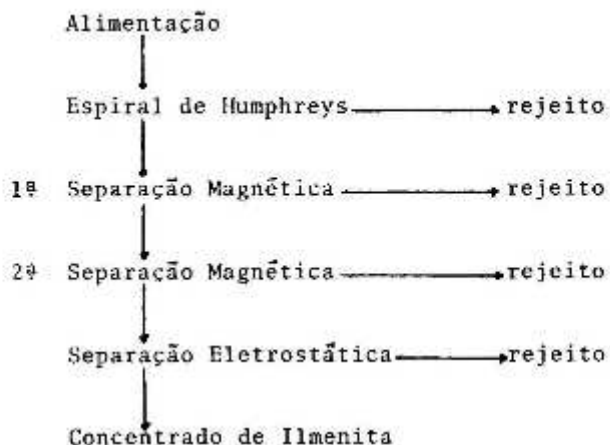 Alimentação
Espiral de Humphreys rejeito
1ª Separação Magnética rejeito
2ª Separação Magnética rejeito
Separação Eletrostática rejeito
Concentrado de Ilmenita